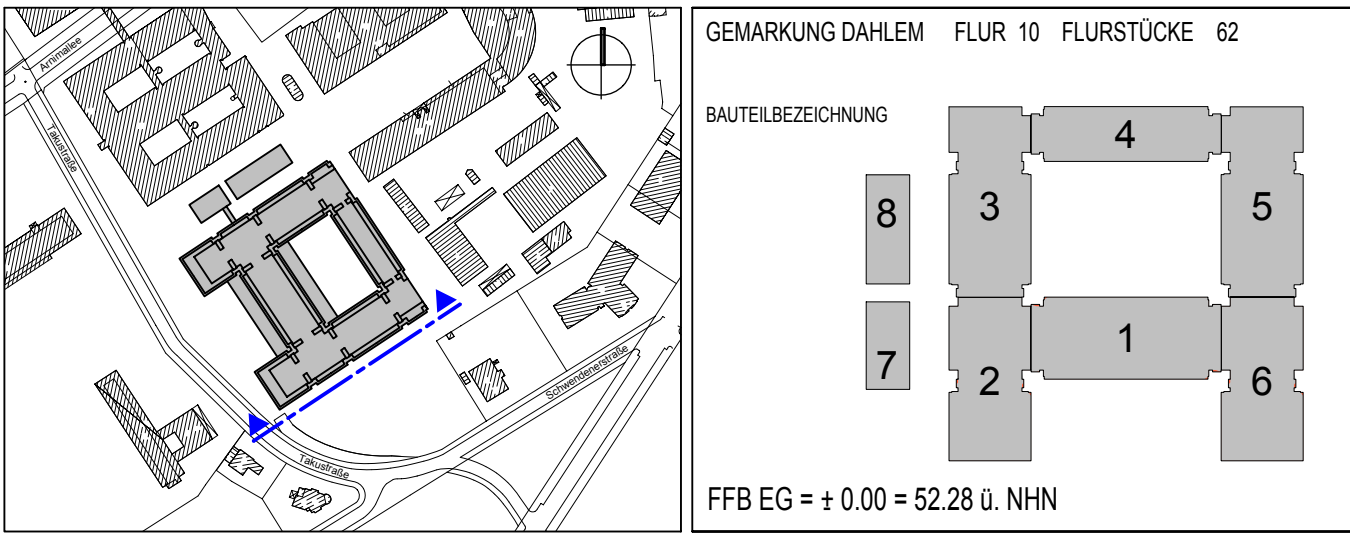 Arnimallee
Takustraße
Schwendenerstraße
Takustraße
GEMARKUNG DAHLEM FLUR 10 FLURSTÜCKE 62
BAUTEILBEZEICHNUNG
4
8
3
5
7
1
2
6
FFB EG = ± 0.00 = 52.28 ü. NHN